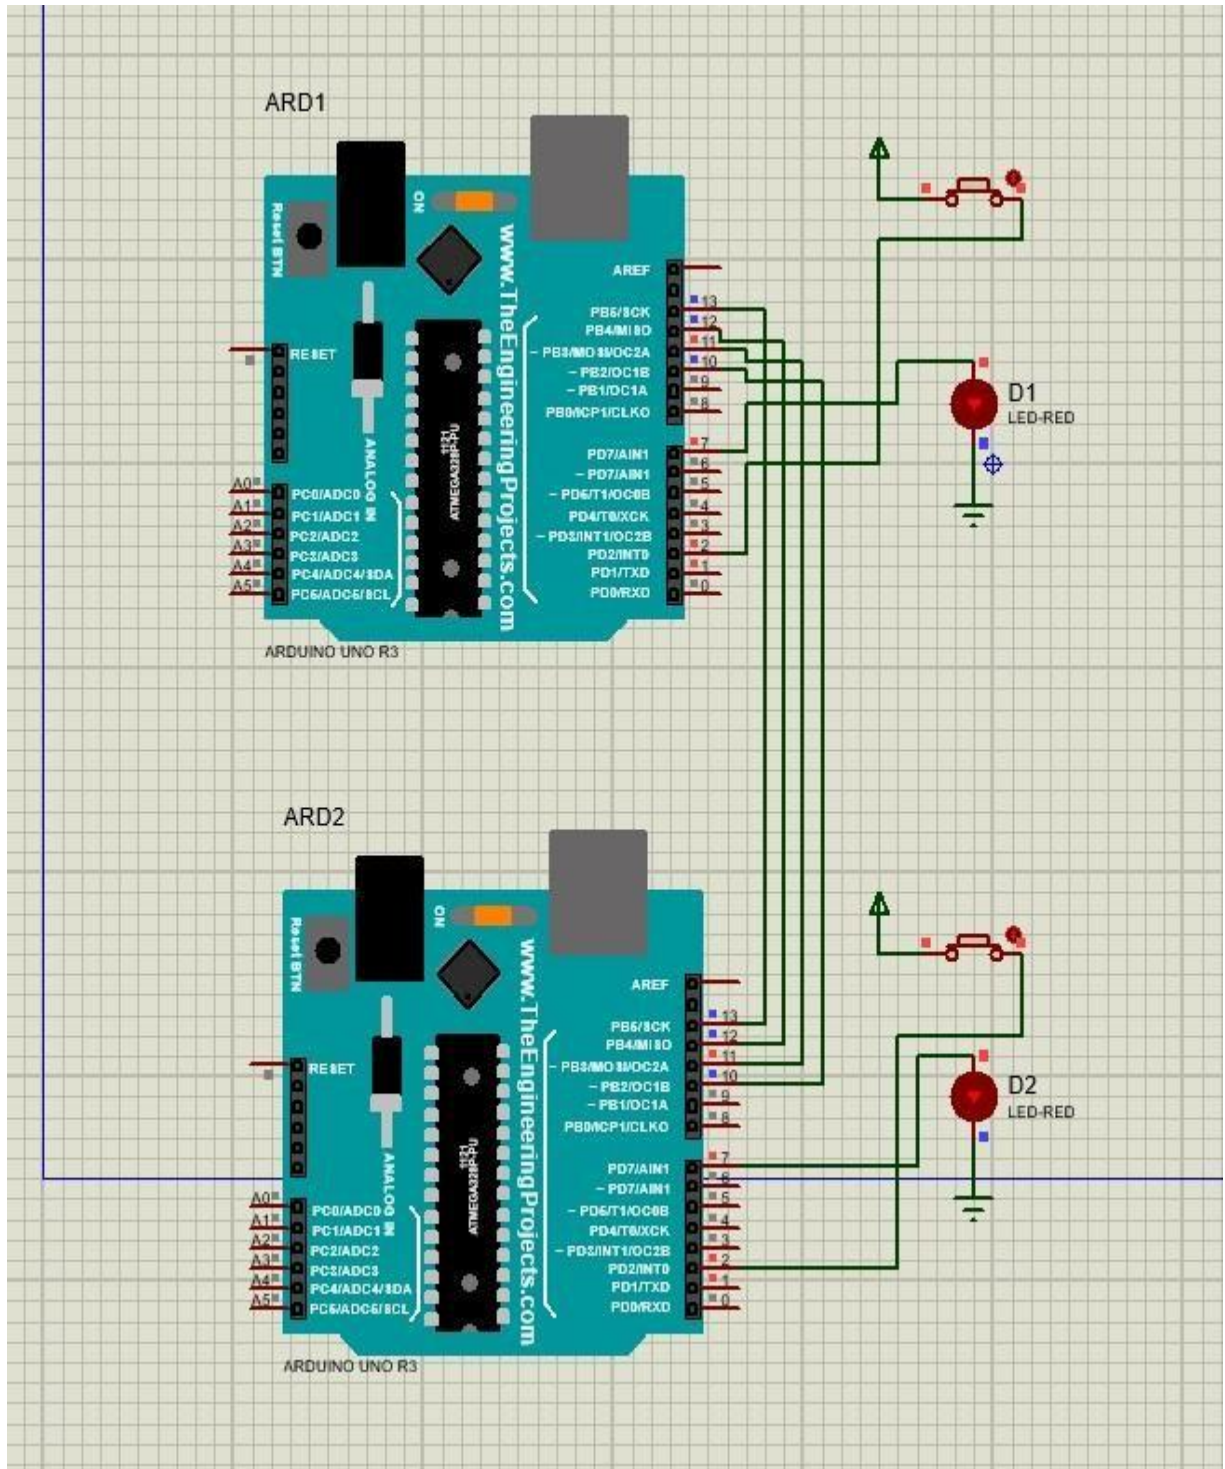 ARD1
ON
Reset BTN
www.TheEngineeringProjects.com
AREF
PB5/SCK
13
PB4/MISO
12
~ PB3/MOSI/OC2A
11
~ PB2/OC1B
10
~ PB1/OC1A
9
PB0/ICP1/CLKO
8
RESET
1121
ATMEGA328P-PU
ANALOG IN
PD7/AIN1
7
~ PD7/AIN1
6
~ PD5/T1/OC0B
5
PD4/T0/XCK
4
~ PD3/INT1/OC2B
3
PD2/INT0
2
PD1/TXD
1
PD0/RXD
0
A0
PC0/ADC0
A1
PC1/ADC1
A2
PC2/ADC2
A3
PC3/ADC3
A4
PC4/ADC4/SDA
A5
PC5/ADC5/SCL
ARDUINO UNO R3
D1
LED-RED
ARD2
ON
Reset BTN
www.TheEngineeringProjects.com
AREF
PB5/SCK
13
PB4/MISO
12
~ PB3/MOSI/OC2A
11
~ PB2/OC1B
10
~ PB1/OC1A
9
PB0/ICP1/CLKO
8
RESET
1121
ATMEGA328P-PU
ANALOG IN
PD7/AIN1
7
~ PD7/AIN1
6
~ PD5/T1/OC0B
5
PD4/T0/XCK
4
~ PD3/INT1/OC2B
3
PD2/INT0
2
PD1/TXD
1
PD0/RXD
0
A0
PC0/ADC0
A1
PC1/ADC1
A2
PC2/ADC2
A3
PC3/ADC3
A4
PC4/ADC4/SDA
A5
PC5/ADC5/SCL
ARDUINO UNO R3
D2
LED-RED